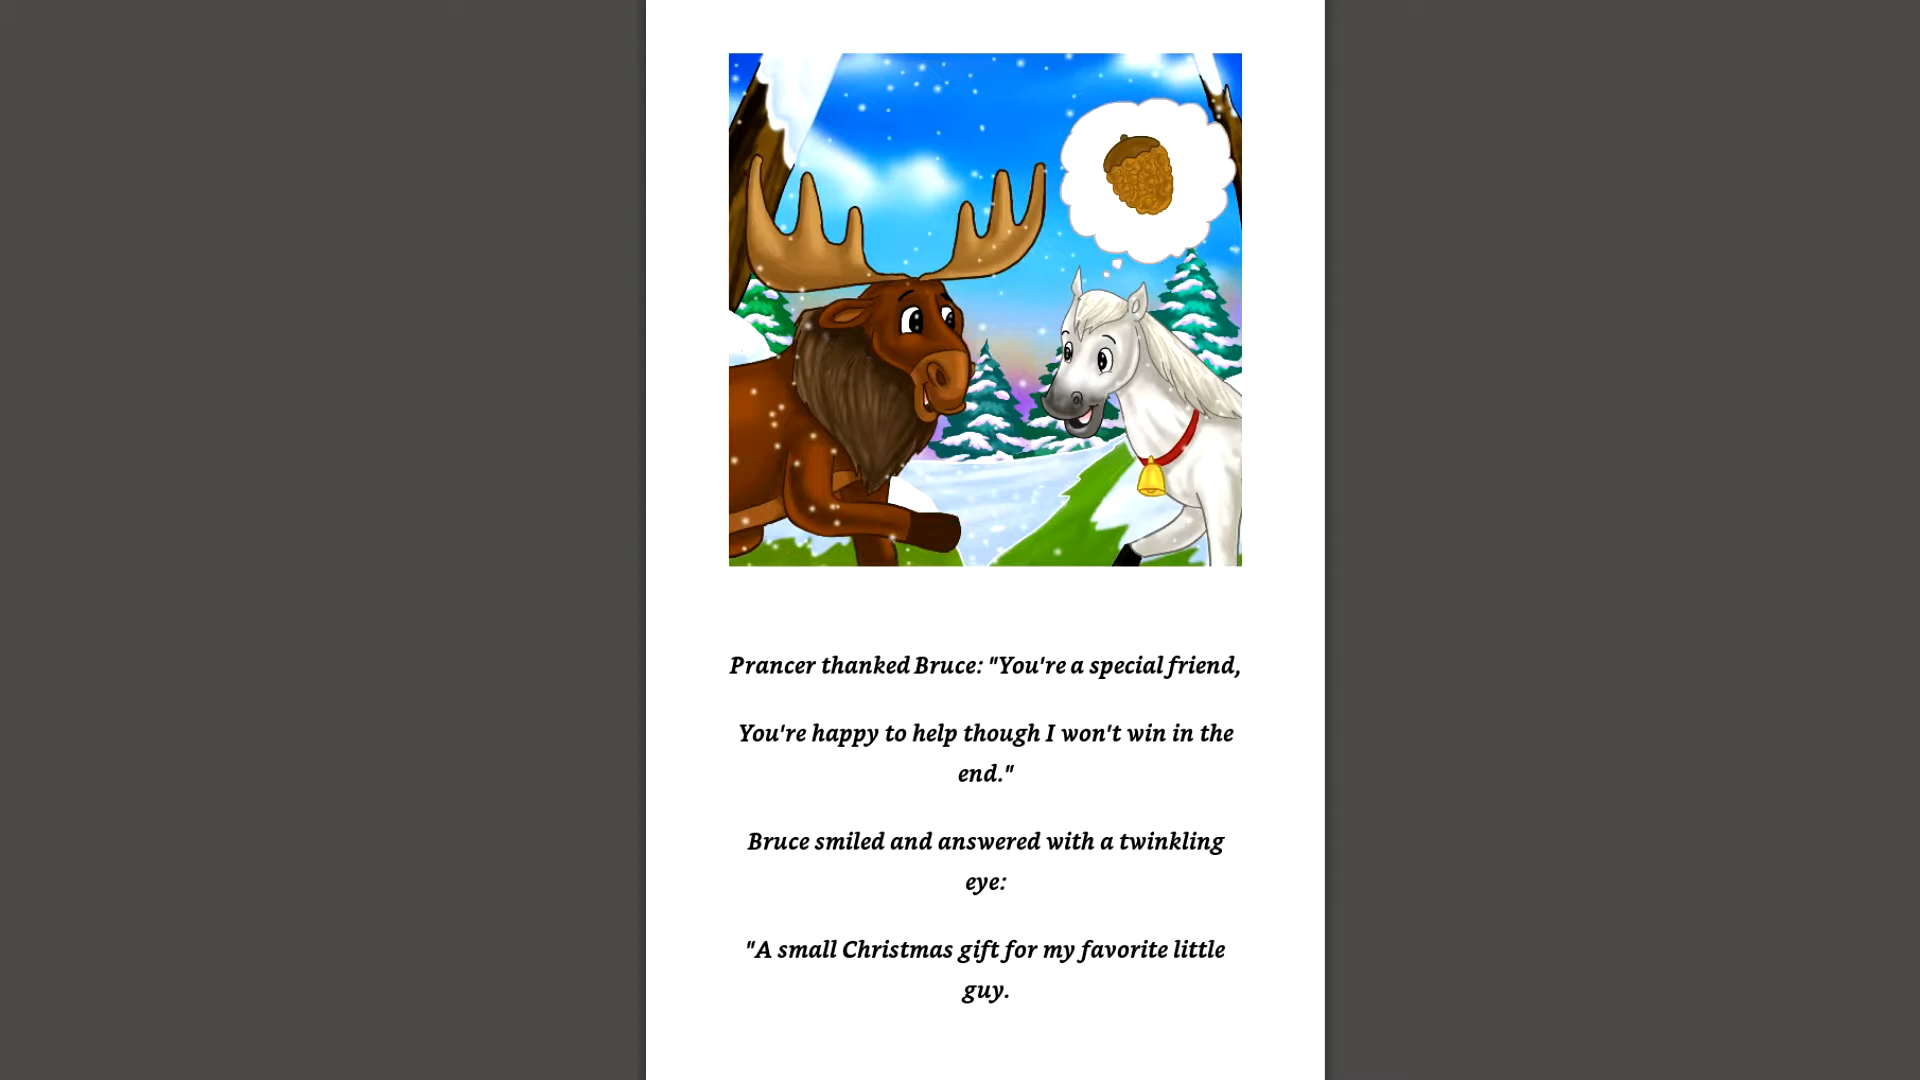 Prancer thanked Bruce: "You're a special friend,
You're happy to help though I won't win in the
end."
Bruce smiled and answered with a twinkling
eye:
"A small Christmas gift for my favorite little
guy.